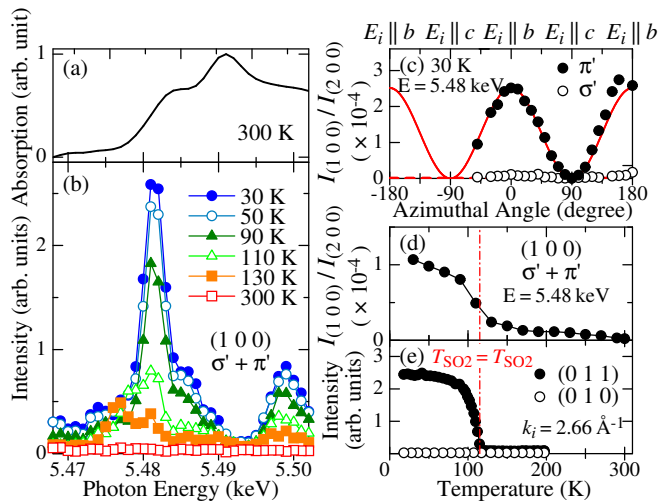 E_i || b E_i || c E_i || b E_i || c E_i || b
Absorption (arb. unit)
1
0
(a)
300 K
Intensity (arb. units)
2
1
0
(b)
30 K
50 K
90 K
110 K
130 K
300 K
(1 0 0)
σ' + π'
5.47 5.48 5.49 5.50
Photon Energy (keV)
I(1 0 0) / I(2 0 0)
(× 10⁻⁴)
3
2
1
0
(c) 30 K
E = 5.48 keV
π'
σ'
-180 -90 0 90 180
Azimuthal Angle (degree)
I(1 0 0) / I(2 0 0)
(× 10⁻⁴)
1
0
(d)
(1 0 0)
σ' + π'
E = 5.48 keV
Intensity
(arb. units)
3
2
1
0
(e)
T_SO2 = T_SO2
(0 1 1)
(0 1 0)
k_i = 2.66 Å⁻¹
0 100 200 300
Temperature (K)